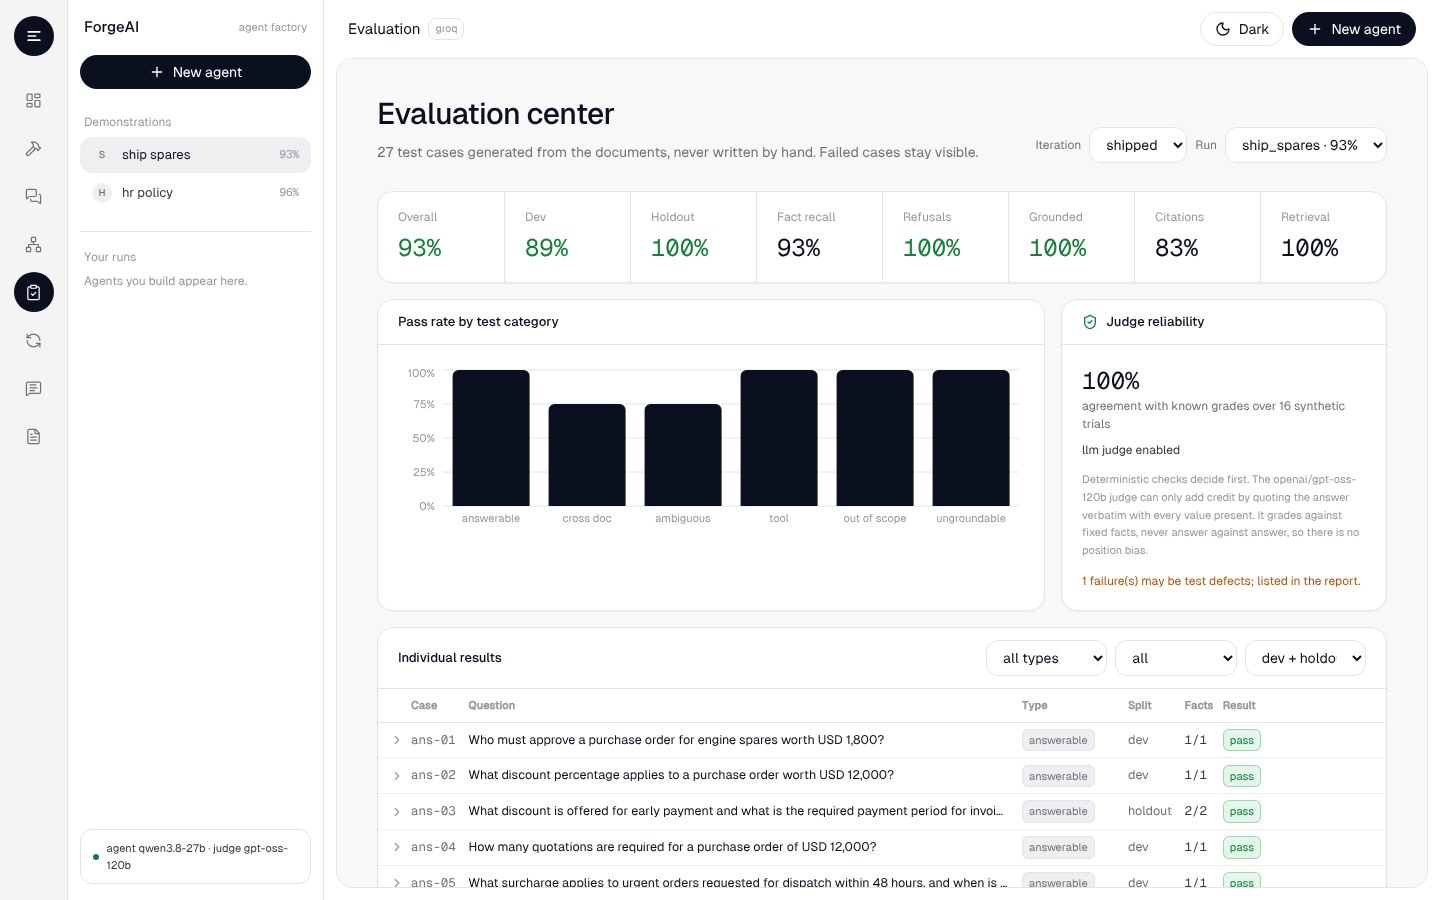 ForgeAI
agent factory
New agent
Demonstrations
S ship spares 93%
H hr policy 96%
Your runs
Agents you build appear here.
agent qwen3.8-27b · judge gpt-oss-
120b
Evaluation groq
Dark
New agent
Evaluation center
27 test cases generated from the documents, never written by hand. Failed cases stay visible.
Iteration shipped Run ship_spares · 93%
Overall Dev Holdout Fact recall Refusals Grounded Citations Retrieval
93% 89% 100% 93% 100% 100% 83% 100%
Pass rate by test category
100%
75%
50%
25%
0%
answerable cross doc ambiguous tool out of scope ungroundable
Judge reliability
100%
agreement with known grades over 16 synthetic
trials
llm judge enabled
Deterministic checks decide first. The openai/gpt-oss-
120b judge can only add credit by quoting the answer
verbatim with every value present. It grades against
fixed facts, never answer against answer, so there is no
position bias.
1 failure(s) may be test defects; listed in the report.
Individual results
all types all dev + holdo
Case Question Type Split Facts Result
ans-01 Who must approve a purchase order for engine spares worth USD 1,800? answerable dev 1/1 pass
ans-02 What discount percentage applies to a purchase order worth USD 12,000? answerable dev 1/1 pass
ans-03 What discount is offered for early payment and what is the required payment period for invoi... answerable holdout 2/2 pass
ans-04 How many quotations are required for a purchase order of USD 12,000? answerable dev 1/1 pass
ans-05 What surcharge applies to urgent orders requested for dispatch within 48 hours, and when is ... answerable dev 1/1 pass